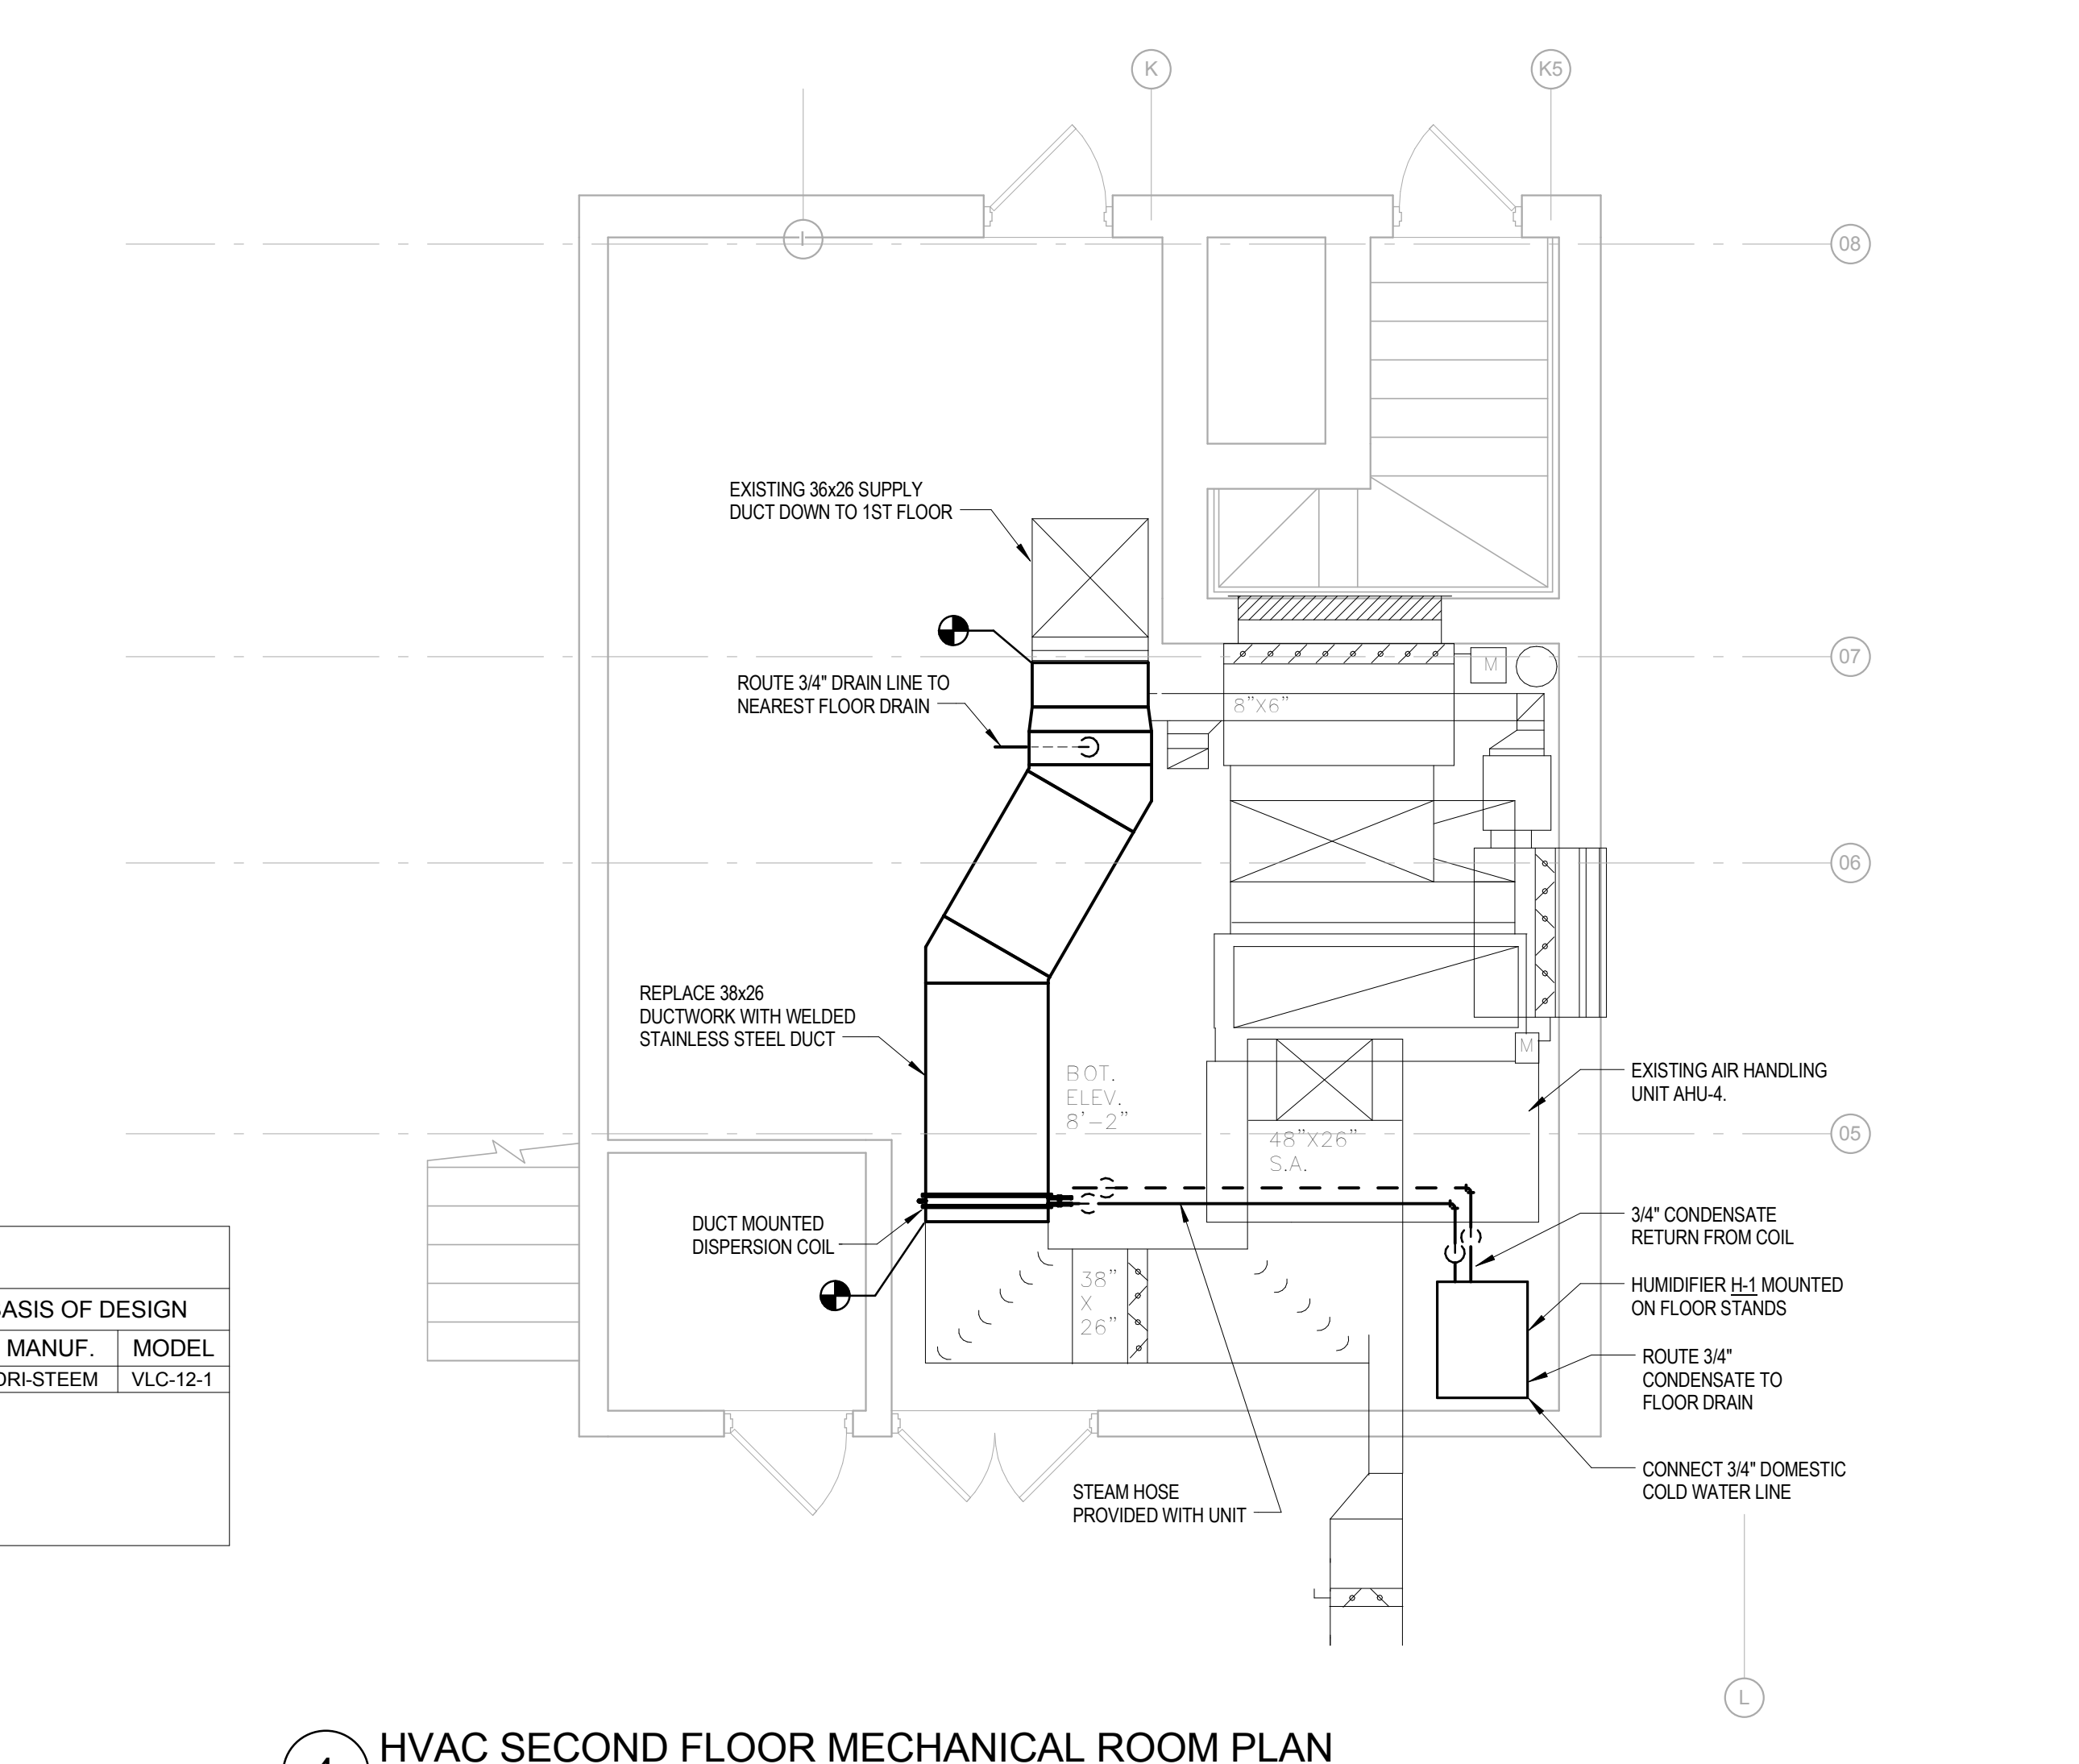 K
K5
I
08
EXISTING 36x26 SUPPLY
DUCT DOWN TO 1ST FLOOR
07
M
ROUTE 3/4" DRAIN LINE TO
NEAREST FLOOR DRAIN
8"X6"
06
REPLACE 38x26
DUCTWORK WITH WELDED
STAINLESS STEEL DUCT
M
BOT.
ELEV.
8'-2"
EXISTING AIR HANDLING
UNIT AHU-4.
48"X26"
S.A.
05
DUCT MOUNTED
DISPERSION COIL
3/4" CONDENSATE
RETURN FROM COIL
38"
X
26"
HUMIDIFIER H-1 MOUNTED
ON FLOOR STANDS
OF DESIGN
MANUF.
MODEL
VLC-12-1
ROUTE 3/4"
CONDENSATE TO
FLOOR DRAIN
CONNECT 3/4" DOMESTIC
COLD WATER LINE
STEAM HOSE
PROVIDED WITH UNIT
L
HVAC SECOND FLOOR MECHANICAL ROOM PLAN